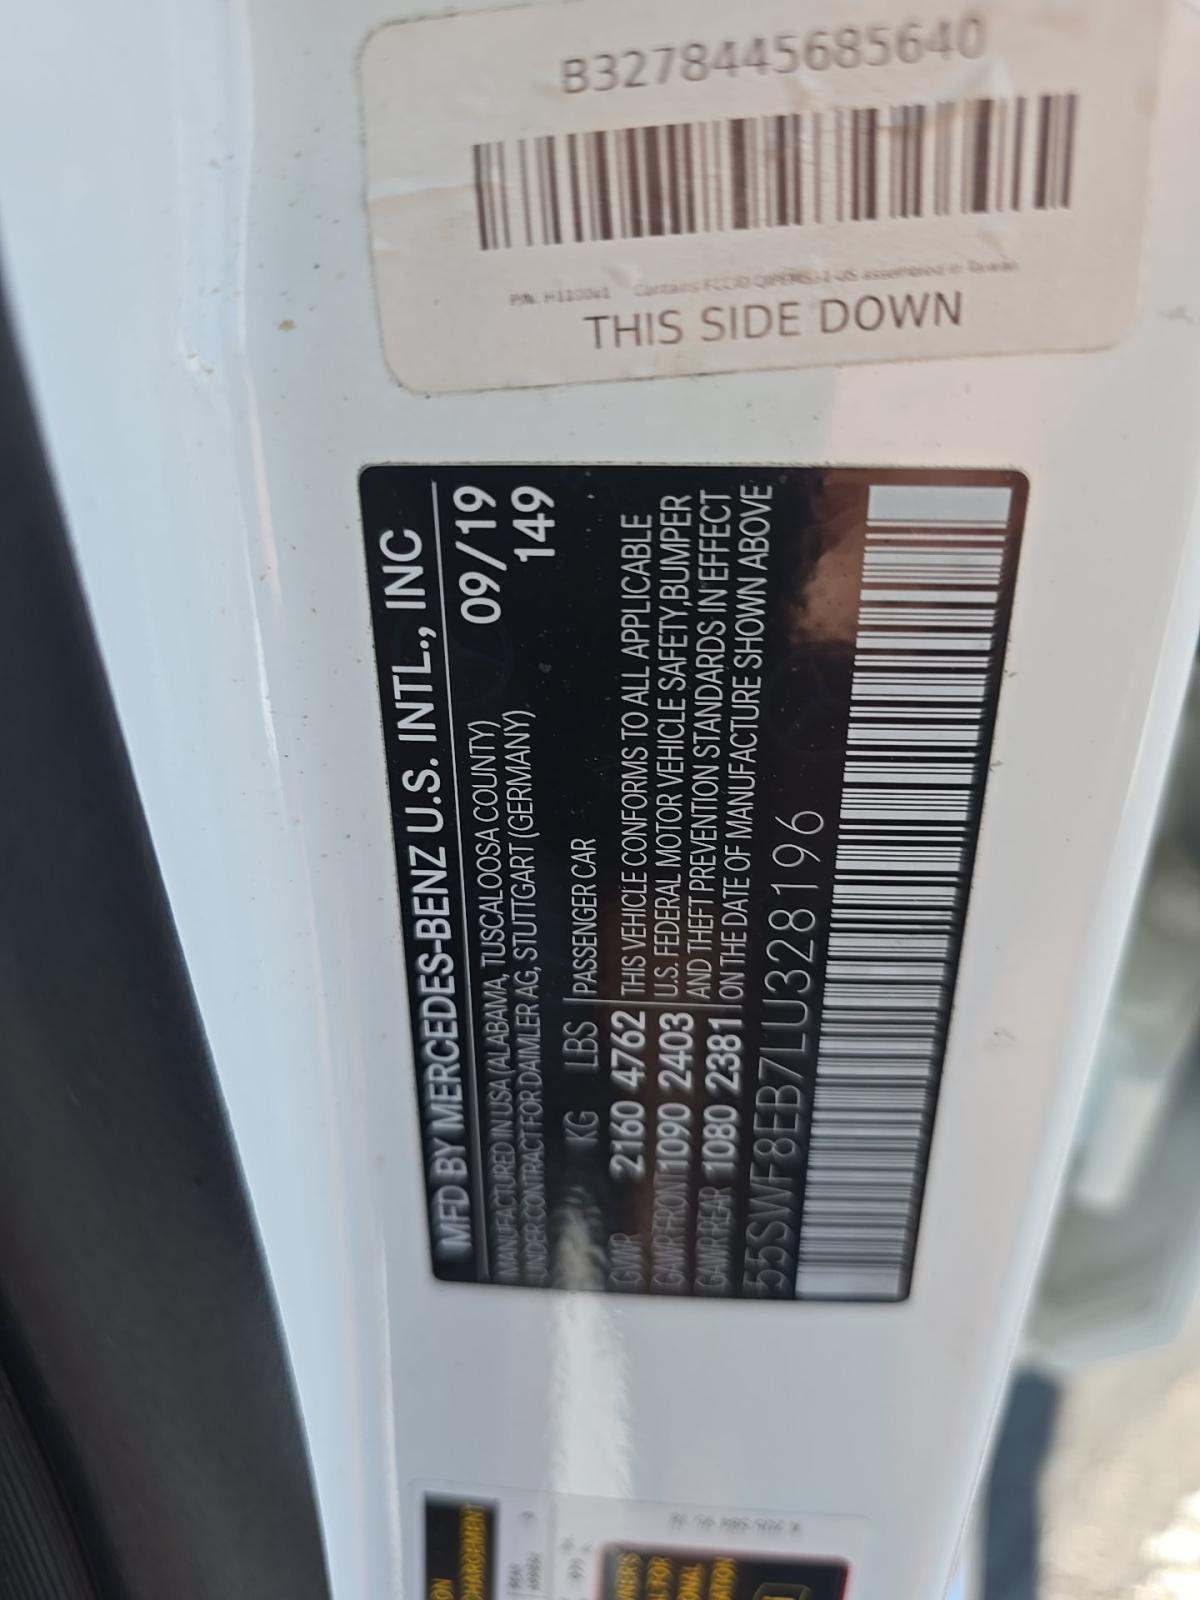 B3278445685640
P/N: H11004
THIS SIDE DOWN
MFD BY MERCEDES-BENZ U.S. INTL., INC
09/19
MANUFACTURED IN USA (ALABAMA, TUSCALOOSA COUNTY)
UNDER CONTRACT FOR DAIMLER AG, STUTTGART (GERMANY)
149
KG LBS PASSENGER CAR
GVWR 2160 4762 THIS VEHICLE CONFORMS TO ALL APPLICABLE
GAWR FRONT 1090 2403 U.S. FEDERAL MOTOR VEHICLE SAFETY,BUMPER
GAWR REAR 1080 2381 AND THEFT PREVENTION STANDARDS IN EFFECT
ON THE DATE OF MANUFACTURE SHOWN ABOVE
55SWF8EB7LU328196